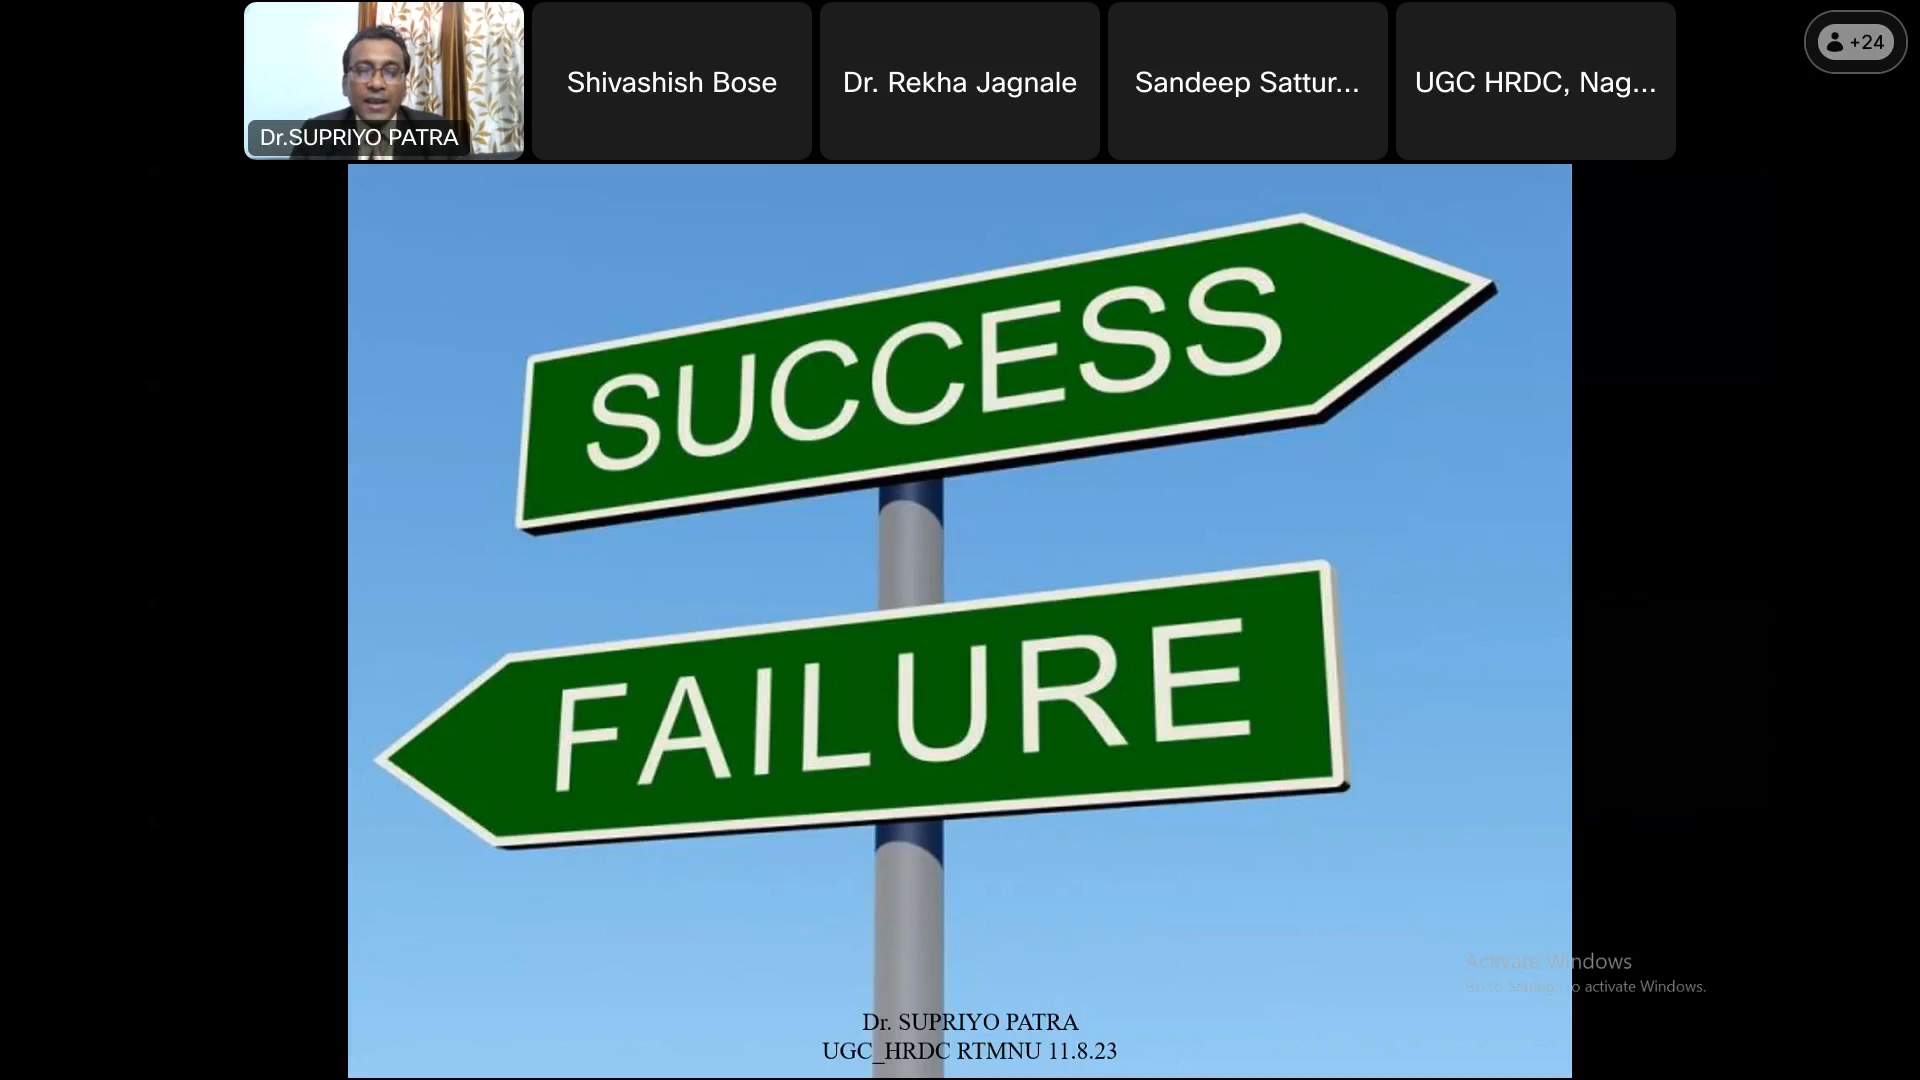 Dr.SUPRIYO PATRA
Shivashish Bose
Dr. Rekha Jagnale
Sandeep Sattur...
UGC HRDC, Nag...
+24
SUCCESS
FAILURE
Activate Windows
Go to Settings to activate Windows.
Dr. SUPRIYO PATRA
UGC_HRDC RTMNU 11.8.23